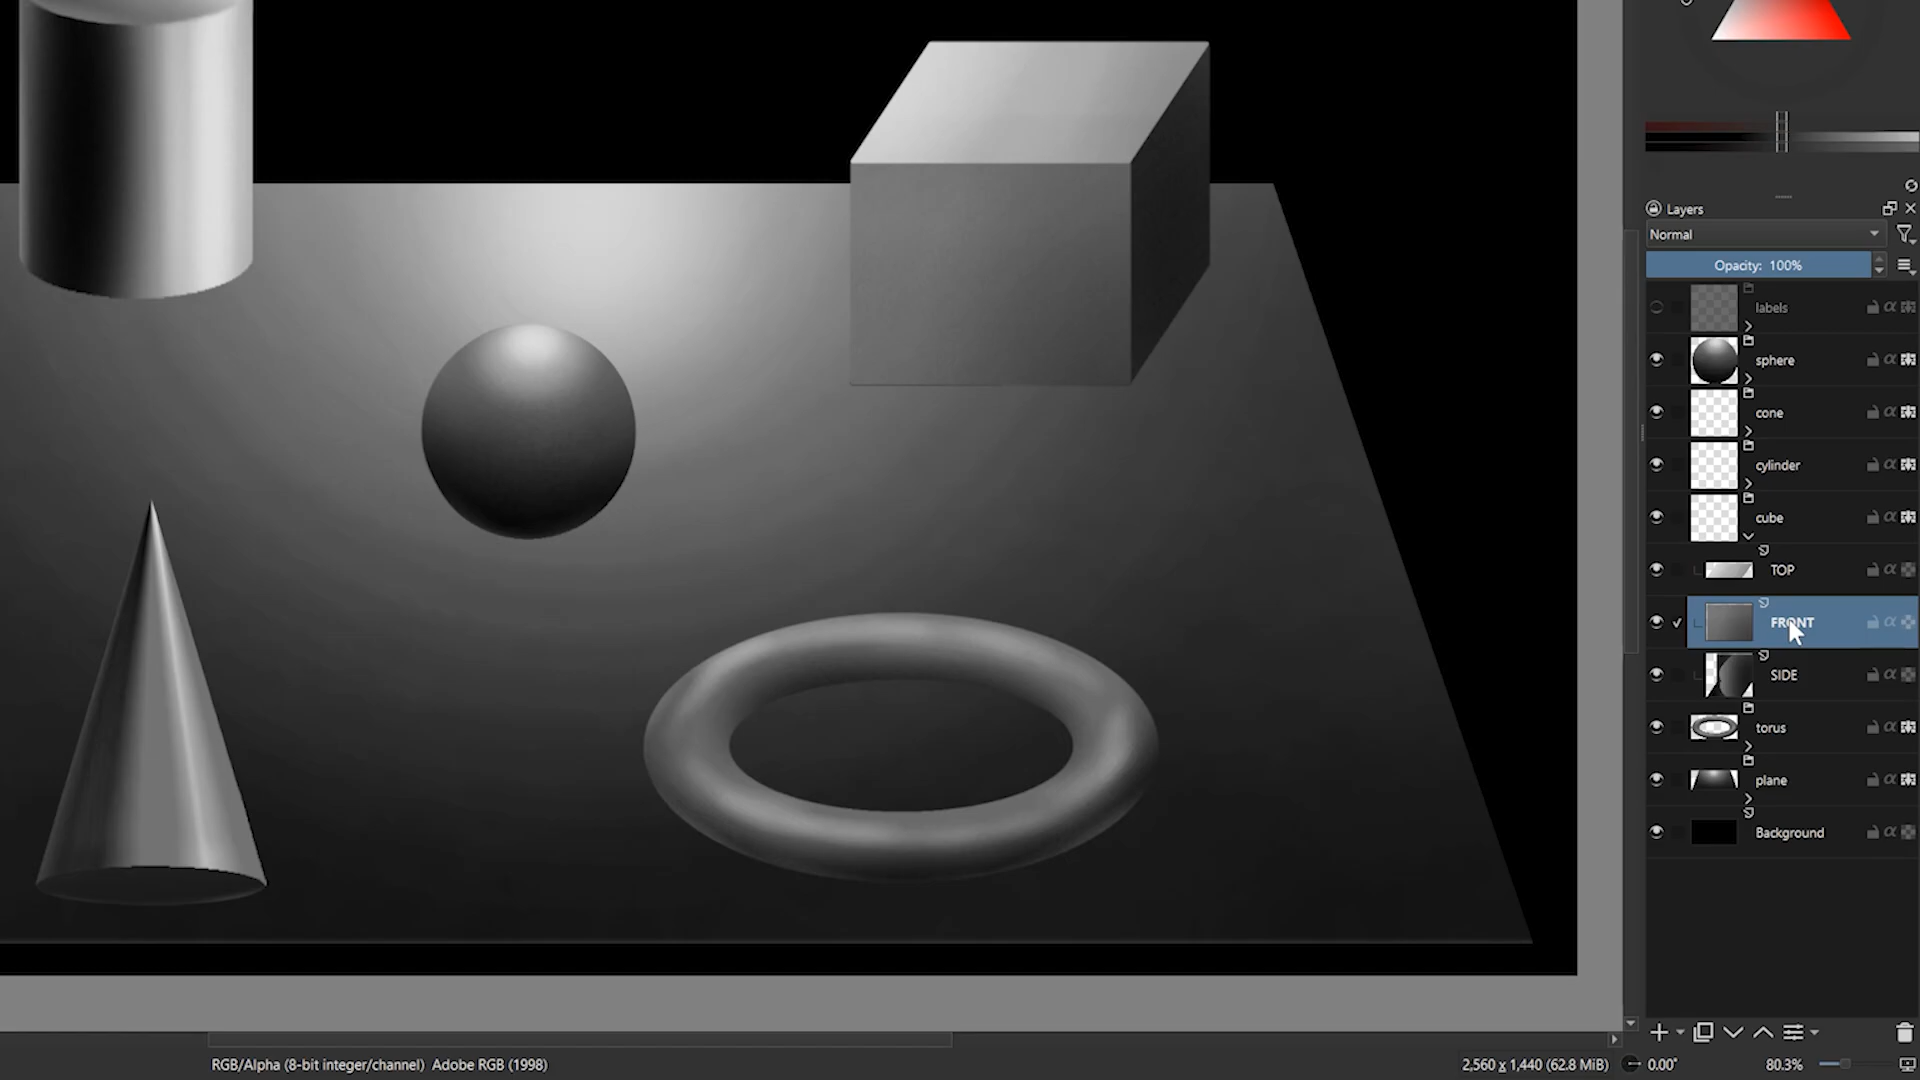 Layers
Normal
Opacity: 100%
labels
sphere
cone
cylinder
cube
TOP
FRONT
SIDE
torus
plane
Background
RGB/Alpha (8-bit integer/channel) Adobe RGB (1998)
2,560 x 1,440 (62.8 MiB)
0.00°
80.3%